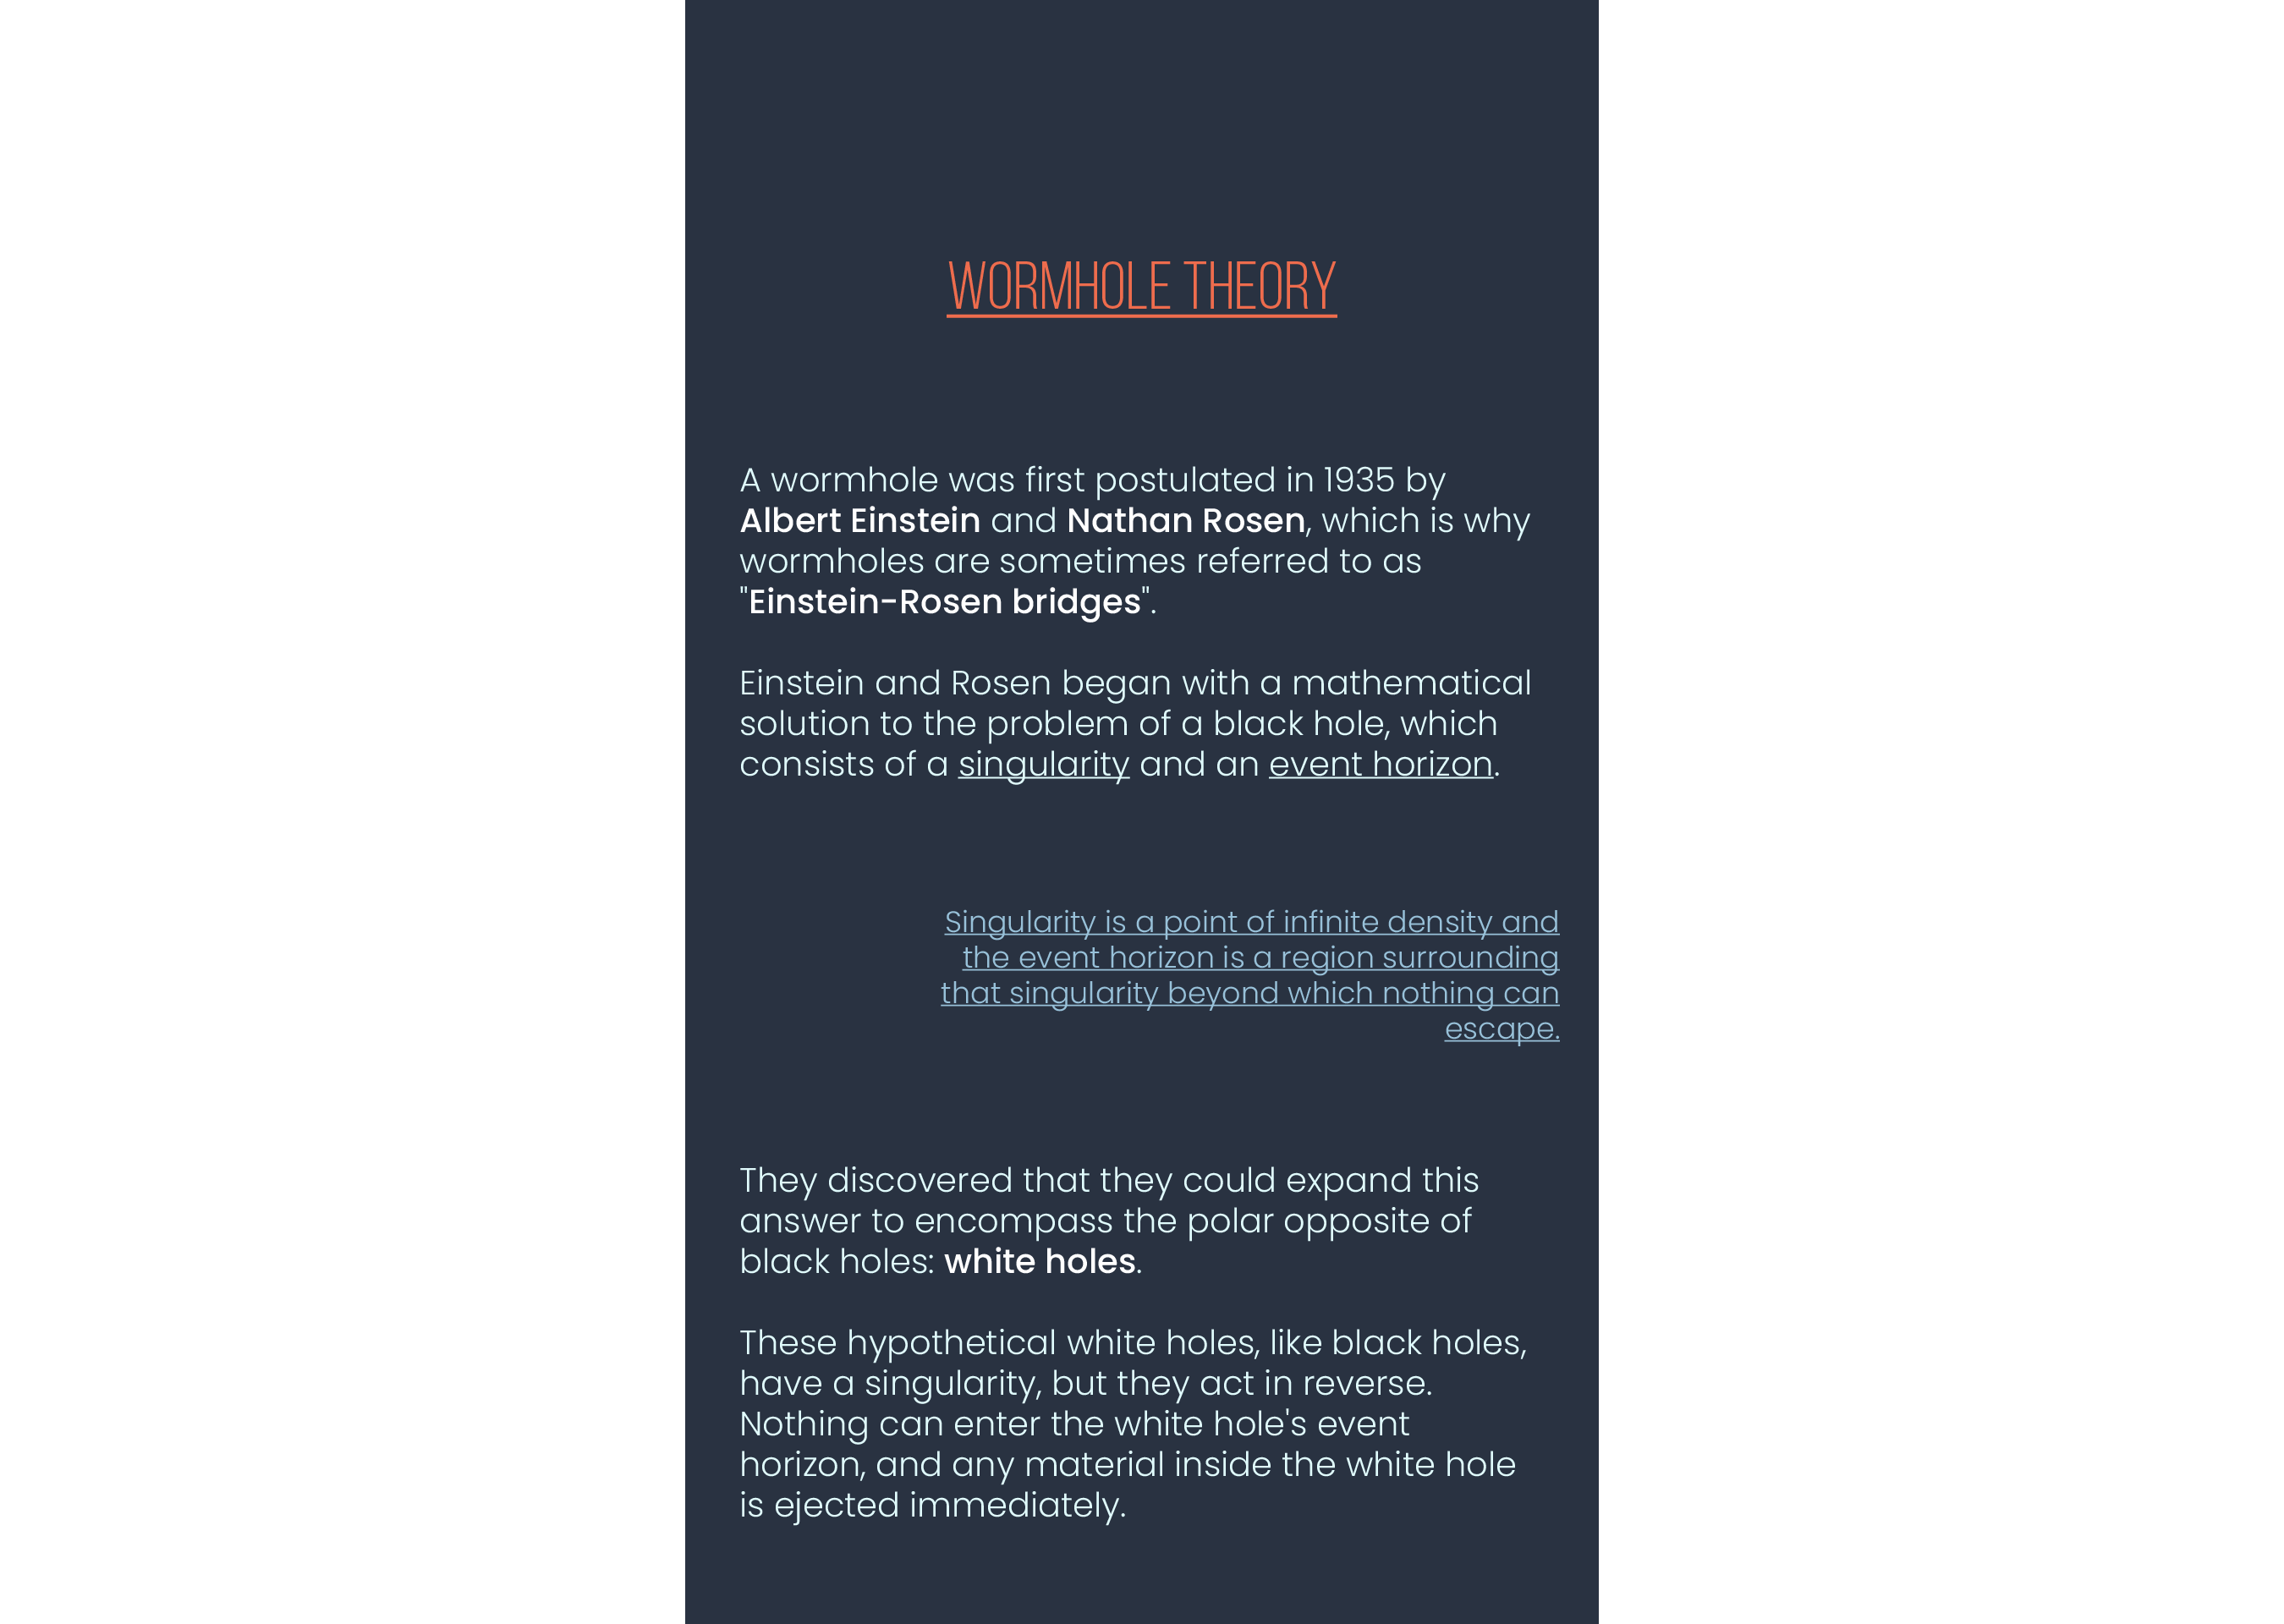 WORMHOLE THEORY
A wormhole was first postulated in 1935 by
Albert Einstein and Nathan Rosen, which is why
wormholes are sometimes referred to as
"Einstein-Rosen bridges".
Einstein and Rosen began with a mathematical
solution to the problem of a black hole, which
consists of a singularity and an event horizon.
Singularity is a point of infinite density and
the event horizon is a region surrounding
that singularity beyond which nothing can
escape.
They discovered that they could expand this
answer to encompass the polar opposite of
black holes: white holes.
These hypothetical white holes, like black holes,
have a singularity, but they act in reverse.
Nothing can enter the white hole's event
horizon, and any material inside the white hole
is ejected immediately.